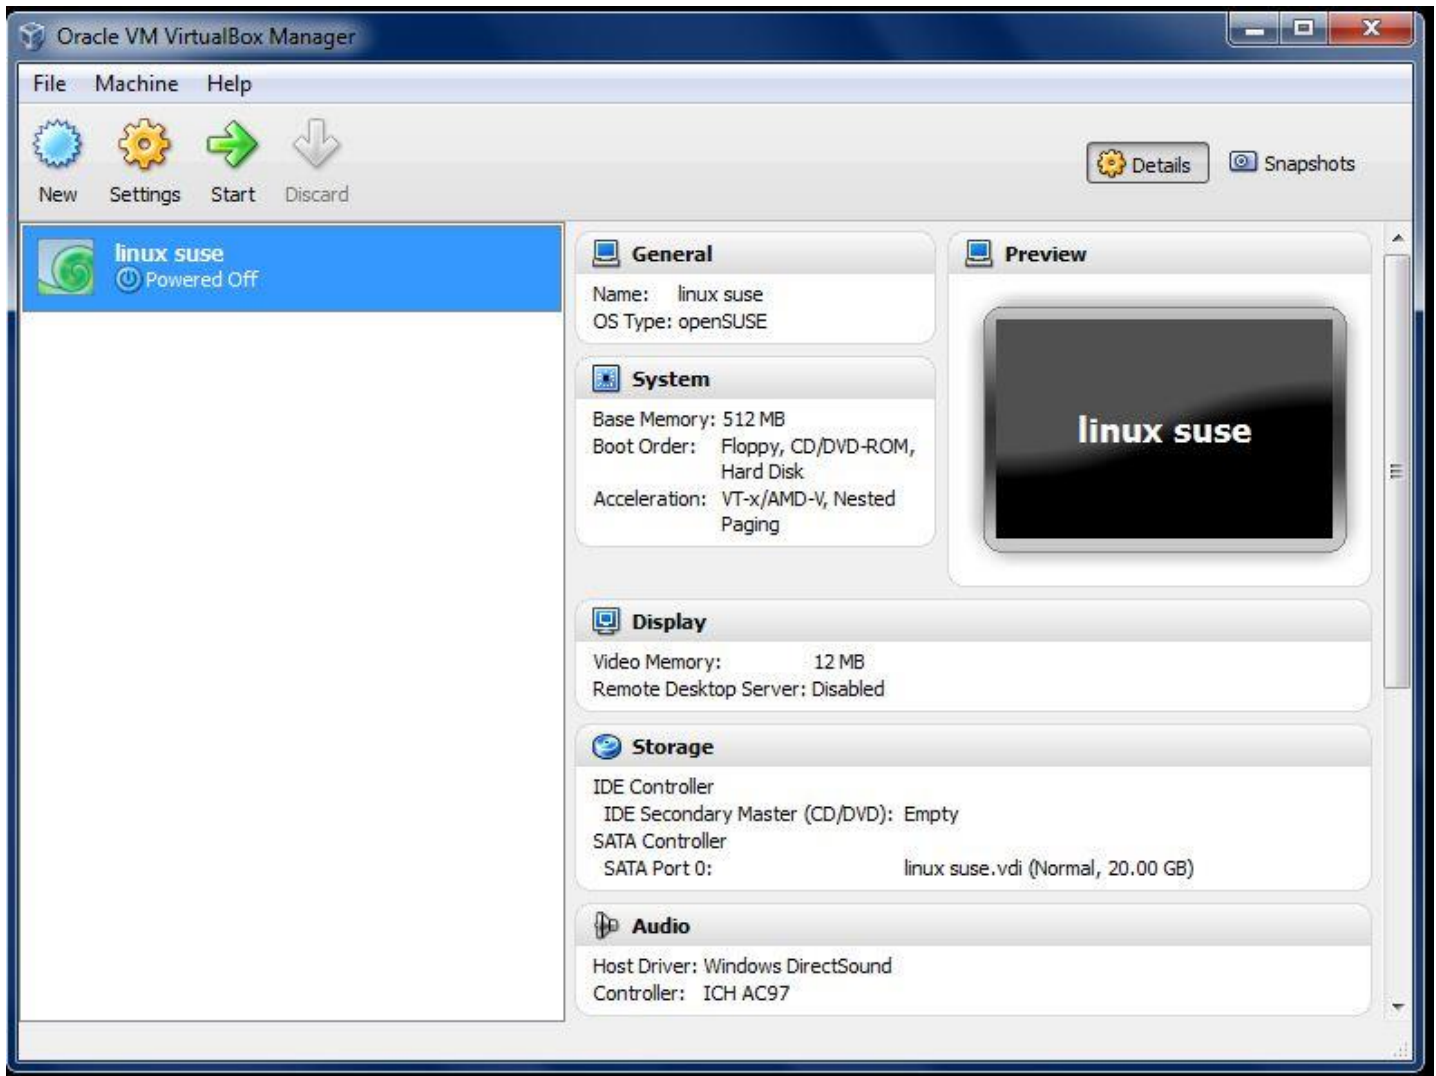 Oracle VM VirtualBox Manager
File Machine Help
New Settings Start Discard
Details Snapshots
linux suse
Powered Off
General
Name: linux suse
OS Type: openSUSE
System
Base Memory: 512 MB
Boot Order: Floppy, CD/DVD-ROM,
Hard Disk
Acceleration: VT-x/AMD-V, Nested
Paging
Preview
linux suse
Display
Video Memory: 12 MB
Remote Desktop Server: Disabled
Storage
IDE Controller
IDE Secondary Master (CD/DVD): Empty
SATA Controller
SATA Port 0: linux suse.vdi (Normal, 20.00 GB)
Audio
Host Driver: Windows DirectSound
Controller: ICH AC97